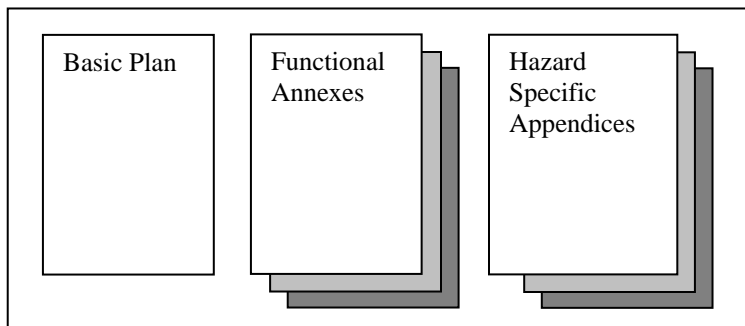 Basic Plan
Functional
Annexes
Hazard
Specific
Appendices